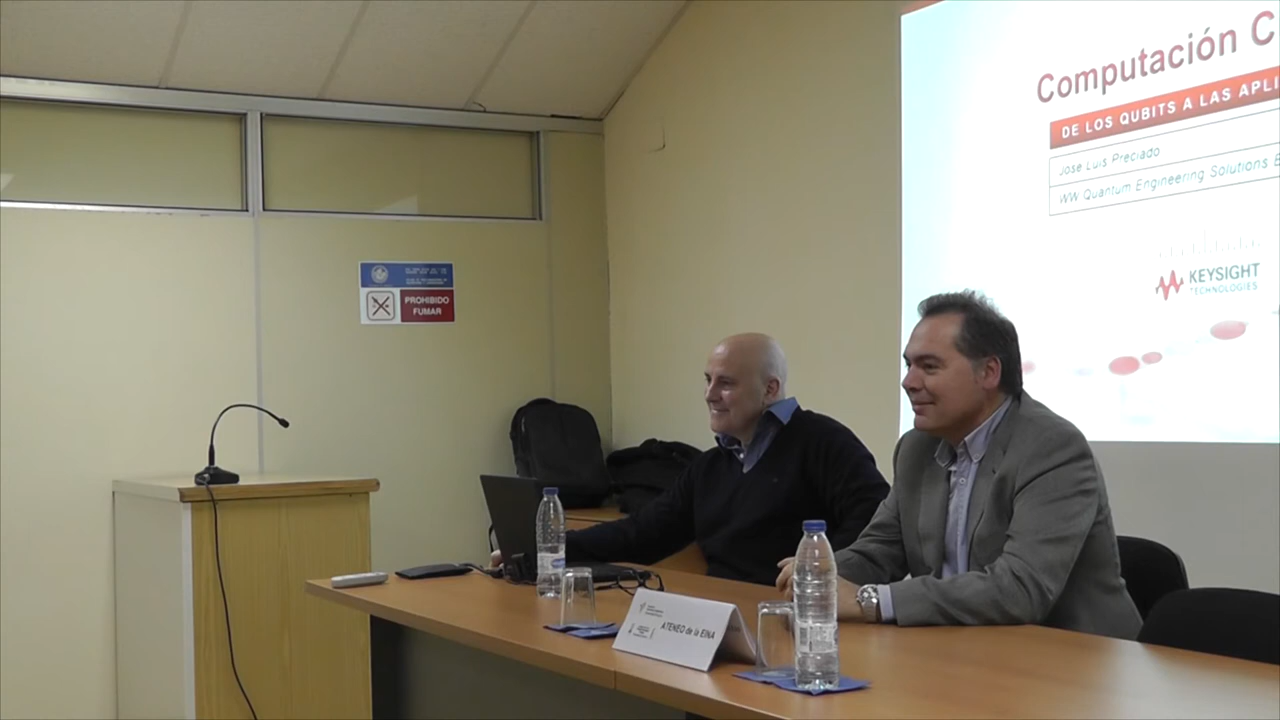 Computación C
DE LOS QUBITS A LAS APLI
Jose Luis Preciado
WW Quantum Engineering Solutions
KEYSIGHT
TECHNOLOGIES
PROHIBIDO
FUMAR
ATENEO de la EINA